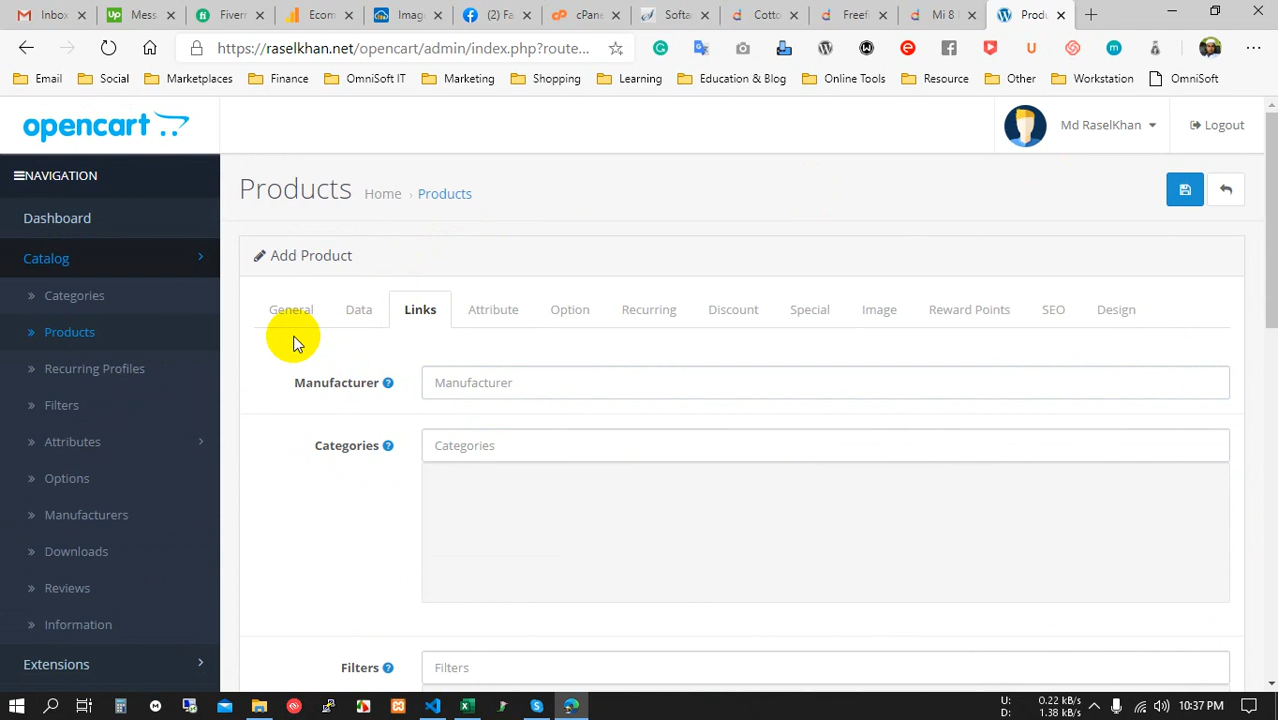 Inbox
Mess
Fiverr
Ecom
Imag
(2) Fa
cPane
Softa
Cotto
Freefi
Mi 8
Produ
https://raselkhan.net/opencart/admin/index.php?route...
Email
Social
Marketplaces
Finance
OmniSoft IT
Marketing
Shopping
Learning
Education & Blog
Online Tools
Resource
Other
Workstation
OmniSoft
opencart
Md RaselKhan
Logout
NAVIGATION
Dashboard
Catalog
Categories
Products
Recurring Profiles
Filters
Attributes
Options
Manufacturers
Downloads
Reviews
Information
Extensions
Products Home › Products
Add Product
General Data Links Attribute Option Recurring Discount Special Image Reward Points SEO Design
Manufacturer ? Manufacturer
Categories ? Categories
Filters ? Filters
U: 0.22 kB/s
D: 1.38 kB/s
10:37 PM